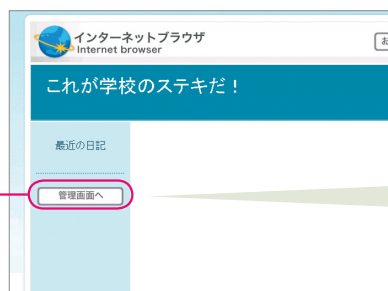 インターネットブラウザ
Internet browser
お
これが学校のステキだ！
最近の日記
管理画面へ